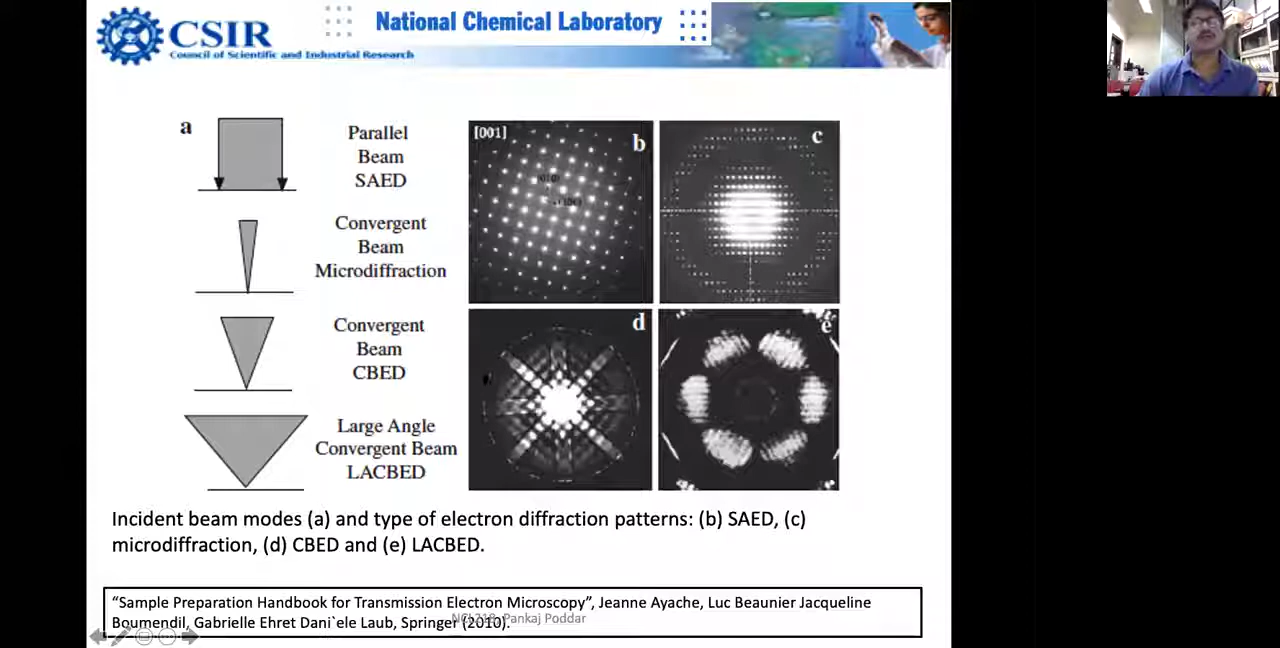 CSIR
Council of Scientific and Industrial Research
National Chemical Laboratory
a
Parallel
Beam
SAED
Convergent
Beam
Microdiffraction
Convergent
Beam
CBED
Large Angle
Convergent Beam
LACBED
[001]
b
c
d
e
Incident beam modes (a) and type of electron diffraction patterns: (b) SAED, (c)
microdiffraction, (d) CBED and (e) LACBED.
“Sample Preparation Handbook for Transmission Electron Microscopy”, Jeanne Ayache, Luc Beaunier Jacqueline
Boumendil, Gabrielle Ehret Dani`ele Laub, Springer (2010).
Pankaj Poddar